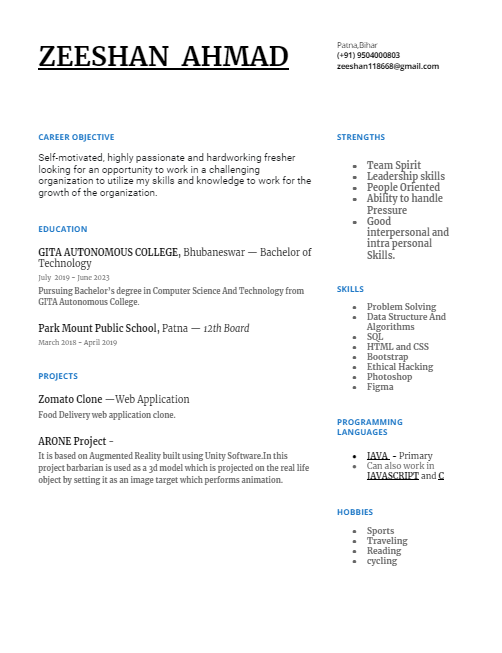 ZEESHAN AHMAD
Patna,Bihar
(+91) 9504000803
zeeshan118668@gmail.com
CAREER OBJECTIVE
Self-motivated, highly passionate and hardworking fresher
looking for an opportunity to work in a challenging
organization to utilize my skills and knowledge to work for the
growth of the organization.
EDUCATION
GITA AUTONOMOUS COLLEGE, Bhubaneswar — Bachelor of
Technology
July 2019 - June 2023
Pursuing Bachelor's degree in Computer Science And Technology from
GITA Autonomous College.
Park Mount Public School, Patna — 12th Board
March 2018 - April 2019
PROJECTS
Zomato Clone —Web Application
Food Delivery web application clone.
ARONE Project -
It is based on Augmented Reality built using Unity Software.In this
project barbarian is used as a 3d model which is projected on the real life
object by setting it as an image target which performs animation.
STRENGTHS
• Team Spirit
• Leadership skills
• People Oriented
• Ability to handle
Pressure
• Good
interpersonal and
intra personal
Skills.
SKILLS
• Problem Solving
• Data Structure And
Algorithms
• SQL
• HTML and CSS
• Bootstrap
• Ethical Hacking
• Photoshop
• Figma
PROGRAMMING
LANGUAGES
• JAVA - Primary
• Can also work in
JAVASCRIPT and C
HOBBIES
• Sports
• Traveling
• Reading
• cycling